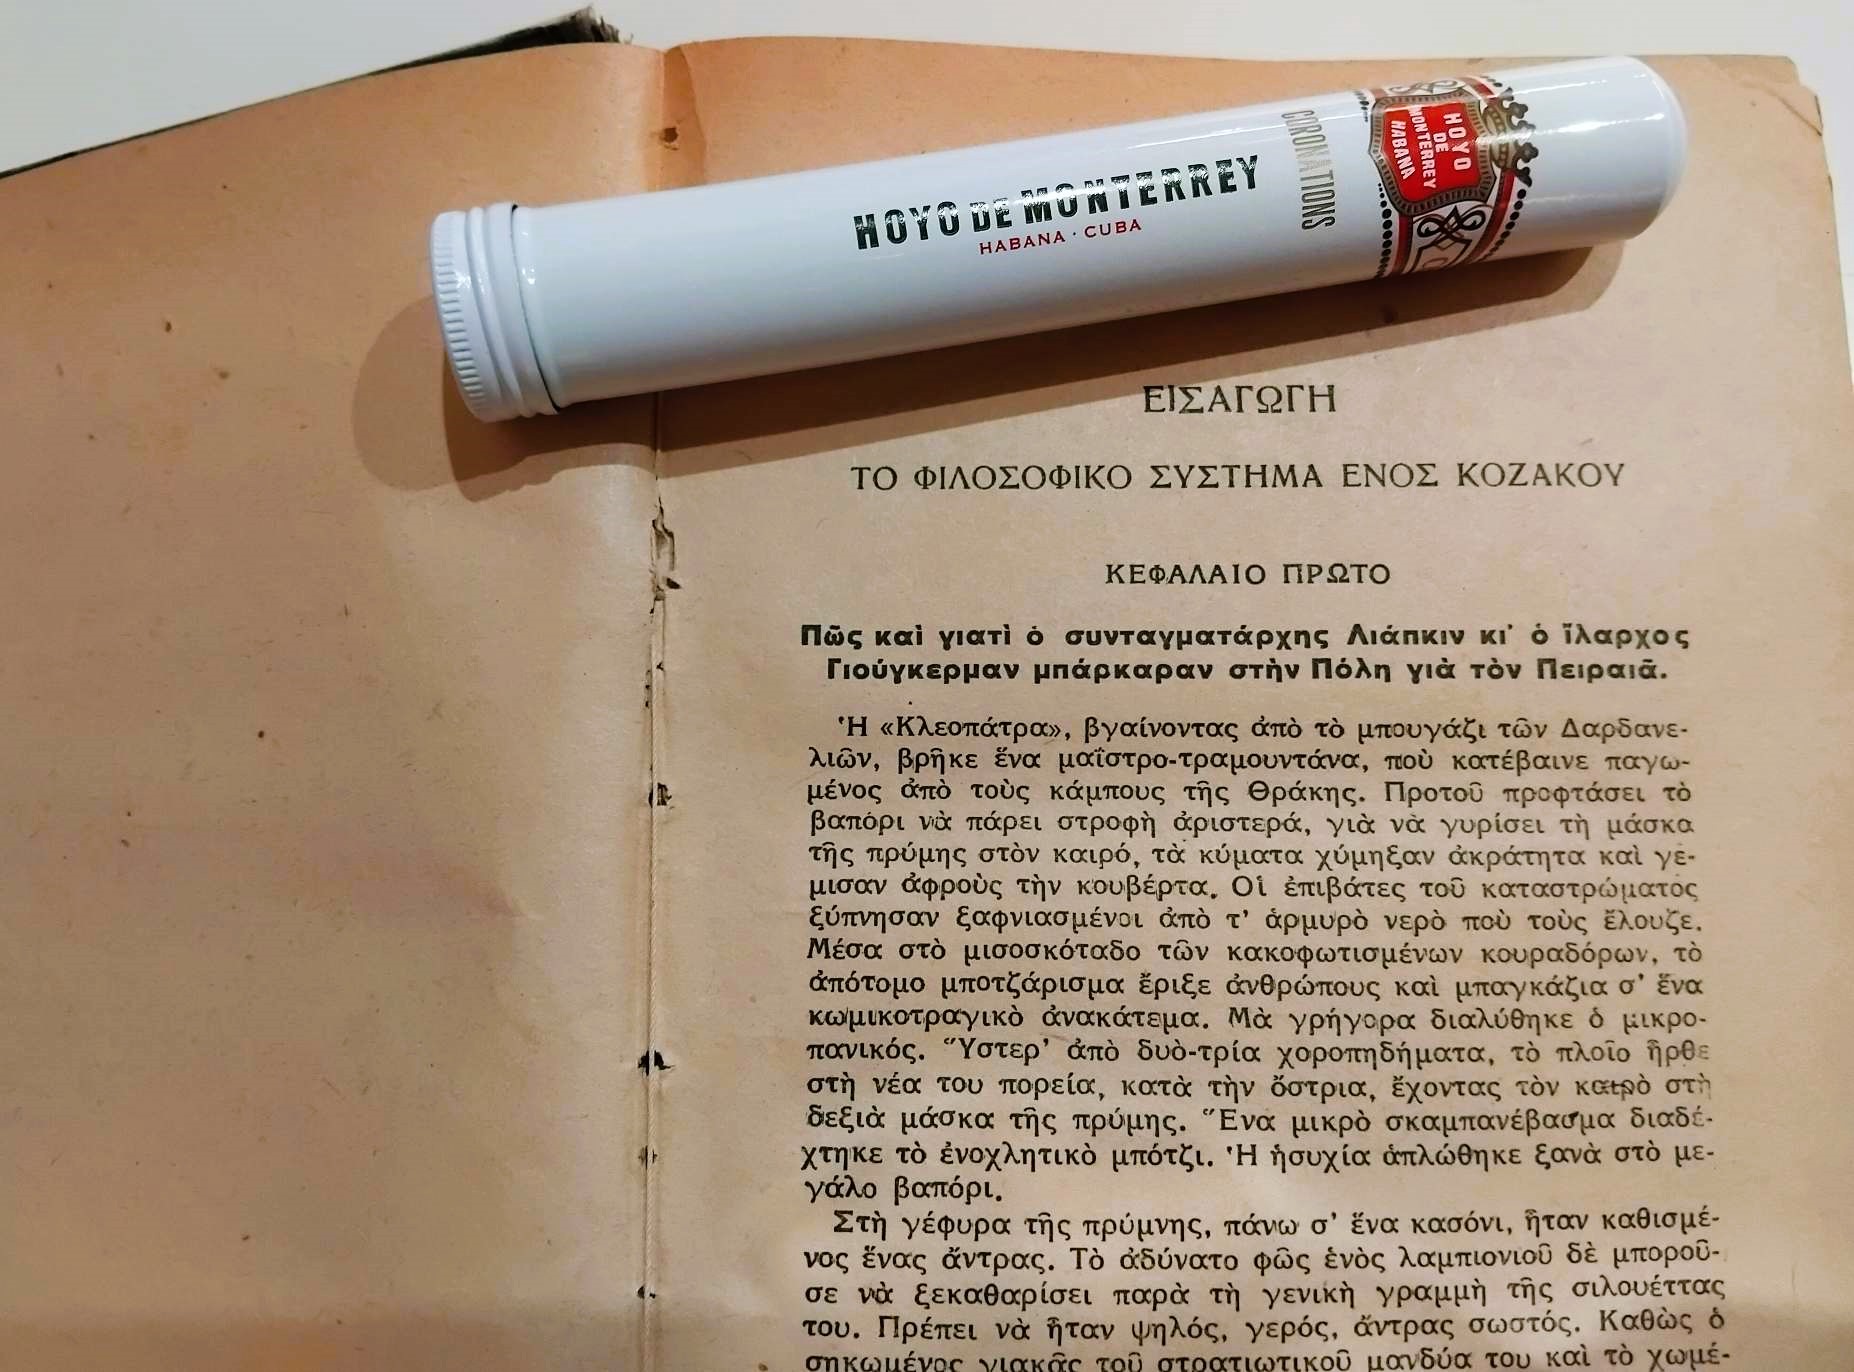 HOYO DE MONTERREY
HABANA · CUBA
CORONATIONS
HOYO
DE
MONTERREY
HABANA
ΕΙΣΑΓΩΓΗ
ΤΟ ΦΙΛΟΣΟΦΙΚΟ ΣΥΣΤΗΜΑ ΕΝΟΣ ΚΟΖΑΚΟΥ
ΚΕΦΑΛΑΙΟ ΠΡΩΤΟ
Πῶς καὶ γιατὶ ὁ συνταγματάρχης Λιάπκιν κι' ὁ ἴλαρχος
Γιούγκερμαν μπάρκαραν στὴν Πόλη γιὰ τὸν Πειραιᾶ.
Ἡ «Κλεοπάτρα», βγαίνοντας ἀπὸ τὸ μπουγάζι τῶν Δαρδανε-
λιῶν, βρῆκε ἕνα μαΐστρο-τραμουντάνα, ποὺ κατέβαινε παγω-
μένος ἀπὸ τοὺς κάμπους τῆς Θράκης. Προτοῦ προφτάσει τὸ
βαπόρι νὰ πάρει στροφὴ ἀριστερά, γιὰ νὰ γυρίσει τὴ μάσκα
τῆς πρύμης στὸν καιρό, τὰ κύματα χύμηξαν ἀκράτητα καὶ γέ-
μισαν ἀφροὺς τὴν κουβέρτα. Οἱ ἐπιβάτες τοῦ καταστρώματος
ξύπνησαν ξαφνιασμένοι ἀπὸ τ' ἁρμυρὸ νερὸ ποὺ τοὺς ἔλουζε.
Μέσα στὸ μισοσκόταδο τῶν κακοφωτισμένων κουραδόρων, τὸ
ἀπότομο μποτζάρισμα ἔριξε ἀνθρώπους καὶ μπαγκάζια σ' ἕνα
κωμικοτραγικὸ ἀνακάτεμα. Μὰ γρήγορα διαλύθηκε ὁ μικρο-
πανικός. Ὕστερ' ἀπὸ δυὸ-τρία χοροπηδήματα, τὸ πλοῖο ἦρθε
στὴ νέα του πορεία, κατὰ τὴν ὄστρια, ἔχοντας τὸν καιρὸ στὴ
δεξιὰ μάσκα τῆς πρύμης. Ἕνα μικρὸ σκαμπανέβασμα διαδέ-
χτηκε τὸ ἐνοχλητικὸ μπότζι. Ἡ ἡσυχία ἁπλώθηκε ξανὰ στὸ με-
γάλο βαπόρι.
Στὴ γέφυρα τῆς πρύμνης, πάνω σ' ἕνα κασόνι, ἦταν καθισμέ-
νος ἕνας ἄντρας. Τὸ ἀδύνατο φῶς ἑνὸς λαμπιονιοῦ δὲ μποροῦ-
σε νὰ ξεκαθαρίσει παρὰ τὴ γενικὴ γραμμὴ τῆς σιλουέττας
του. Πρέπει νὰ ἦταν ψηλός, γερός, ἄντρας σωστός. Καθὼς ὁ
σηκωμένος γιακᾶς τοῦ στρατιωτικοῦ μανδύα του καὶ τὸ χωμέ-